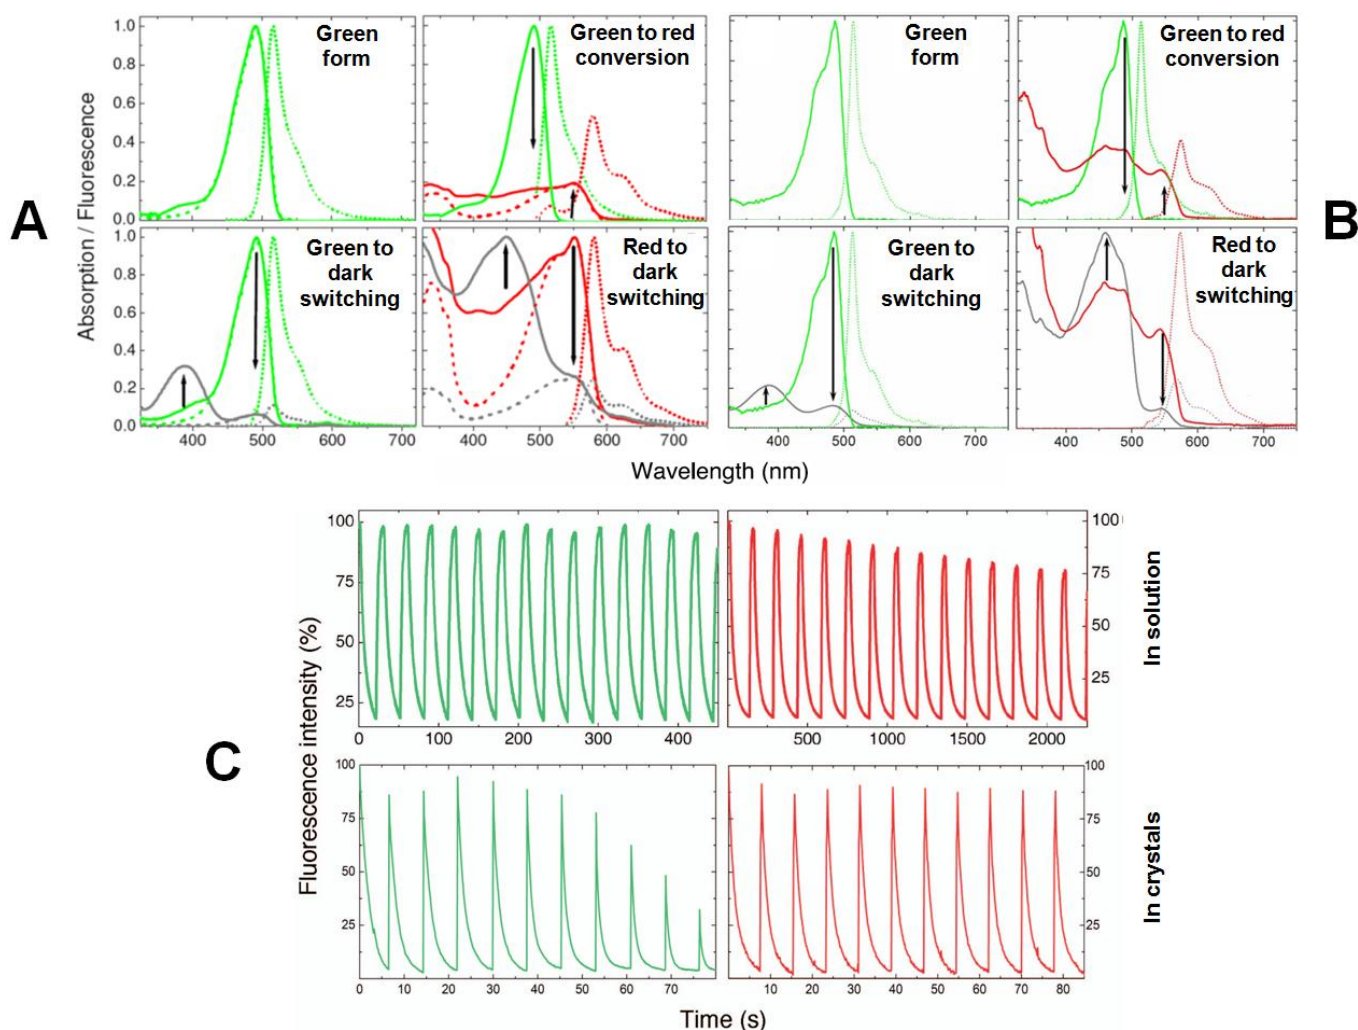 A
B
C
Absorption / Fluorescence
1.0
0.8
0.6
0.4
0.2
0.0
Green
form
Green to red
conversion
Green
form
Green to red
conversion
1.0
0.8
0.6
0.4
0.2
0.0
Green to
dark
switching
Red to
dark
switching
Green to
dark
switching
Red to
dark
switching
400 500 600 700
400 500 600 700
400 500 600 700
400 500 600 700
Wavelength (nm)
Fluorescence intensity (%)
100
75
50
25
0 100 200 300 400
500 1000 1500 2000
100
75
50
25
In solution
100
75
50
25
0 10 20 30 40 50 60 70
10 20 30 40 50 60 70 80
100
75
50
25
In crystals
Time (s)